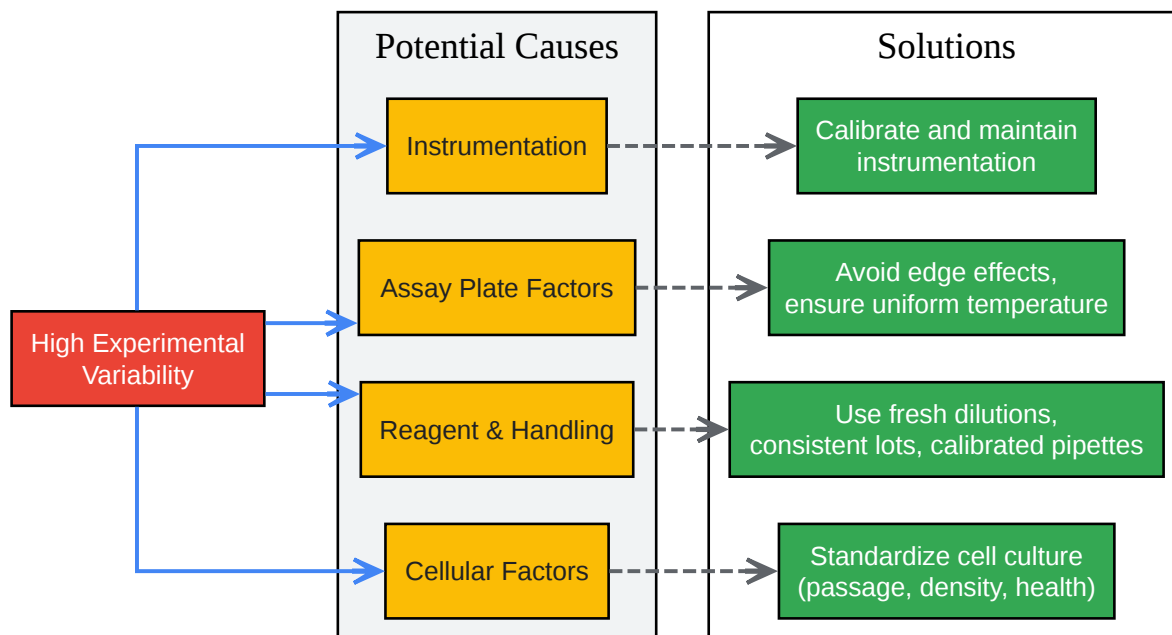 Potential Causes
Solutions
Instrumentation
Calibrate and maintain
instrumentation
Assay Plate Factors
Avoid edge effects,
ensure uniform temperature
High Experimental
Variability
Reagent & Handling
Use fresh dilutions,
consistent lots, calibrated pipettes
Cellular Factors
Standardize cell culture
(passage, density, health)